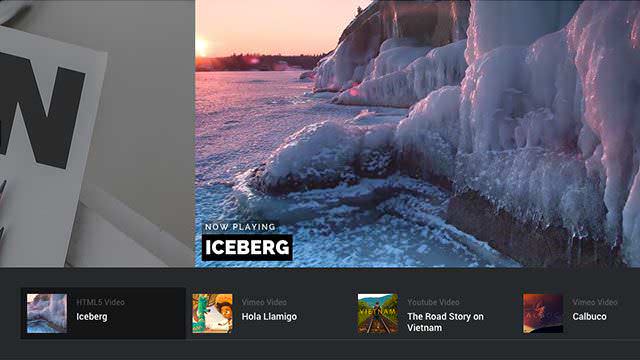 N
NOW PLAYING
ICEBERG
HTML5 Video
Iceberg
Vimeo Video
Hola Llamigo
VIETNAM
Youtube Video
The Road Story on
Vietnam
Vimeo Video
Calbuco